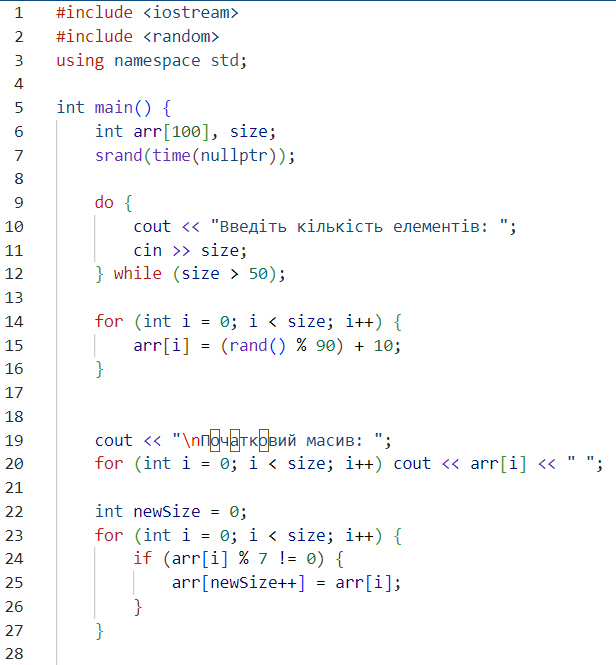 1 #include <iostream>
2 #include <random>
3 using namespace std;
4
5 int main() {
6     int arr[100], size;
7     srand(time(nullptr));
8
9     do {
10         cout << "Введіть кількість елементів: ";
11         cin >> size;
12     } while (size > 50);
13
14     for (int i = 0; i < size; i++) {
15         arr[i] = (rand() % 90) + 10;
16     }
17
18
19     cout << "\nПочатковий масив: ";
20     for (int i = 0; i < size; i++) cout << arr[i] << " ";
21
22     int newSize = 0;
23     for (int i = 0; i < size; i++) {
24         if (arr[i] % 7 != 0) {
25             arr[newSize++] = arr[i];
26         }
27     }
28